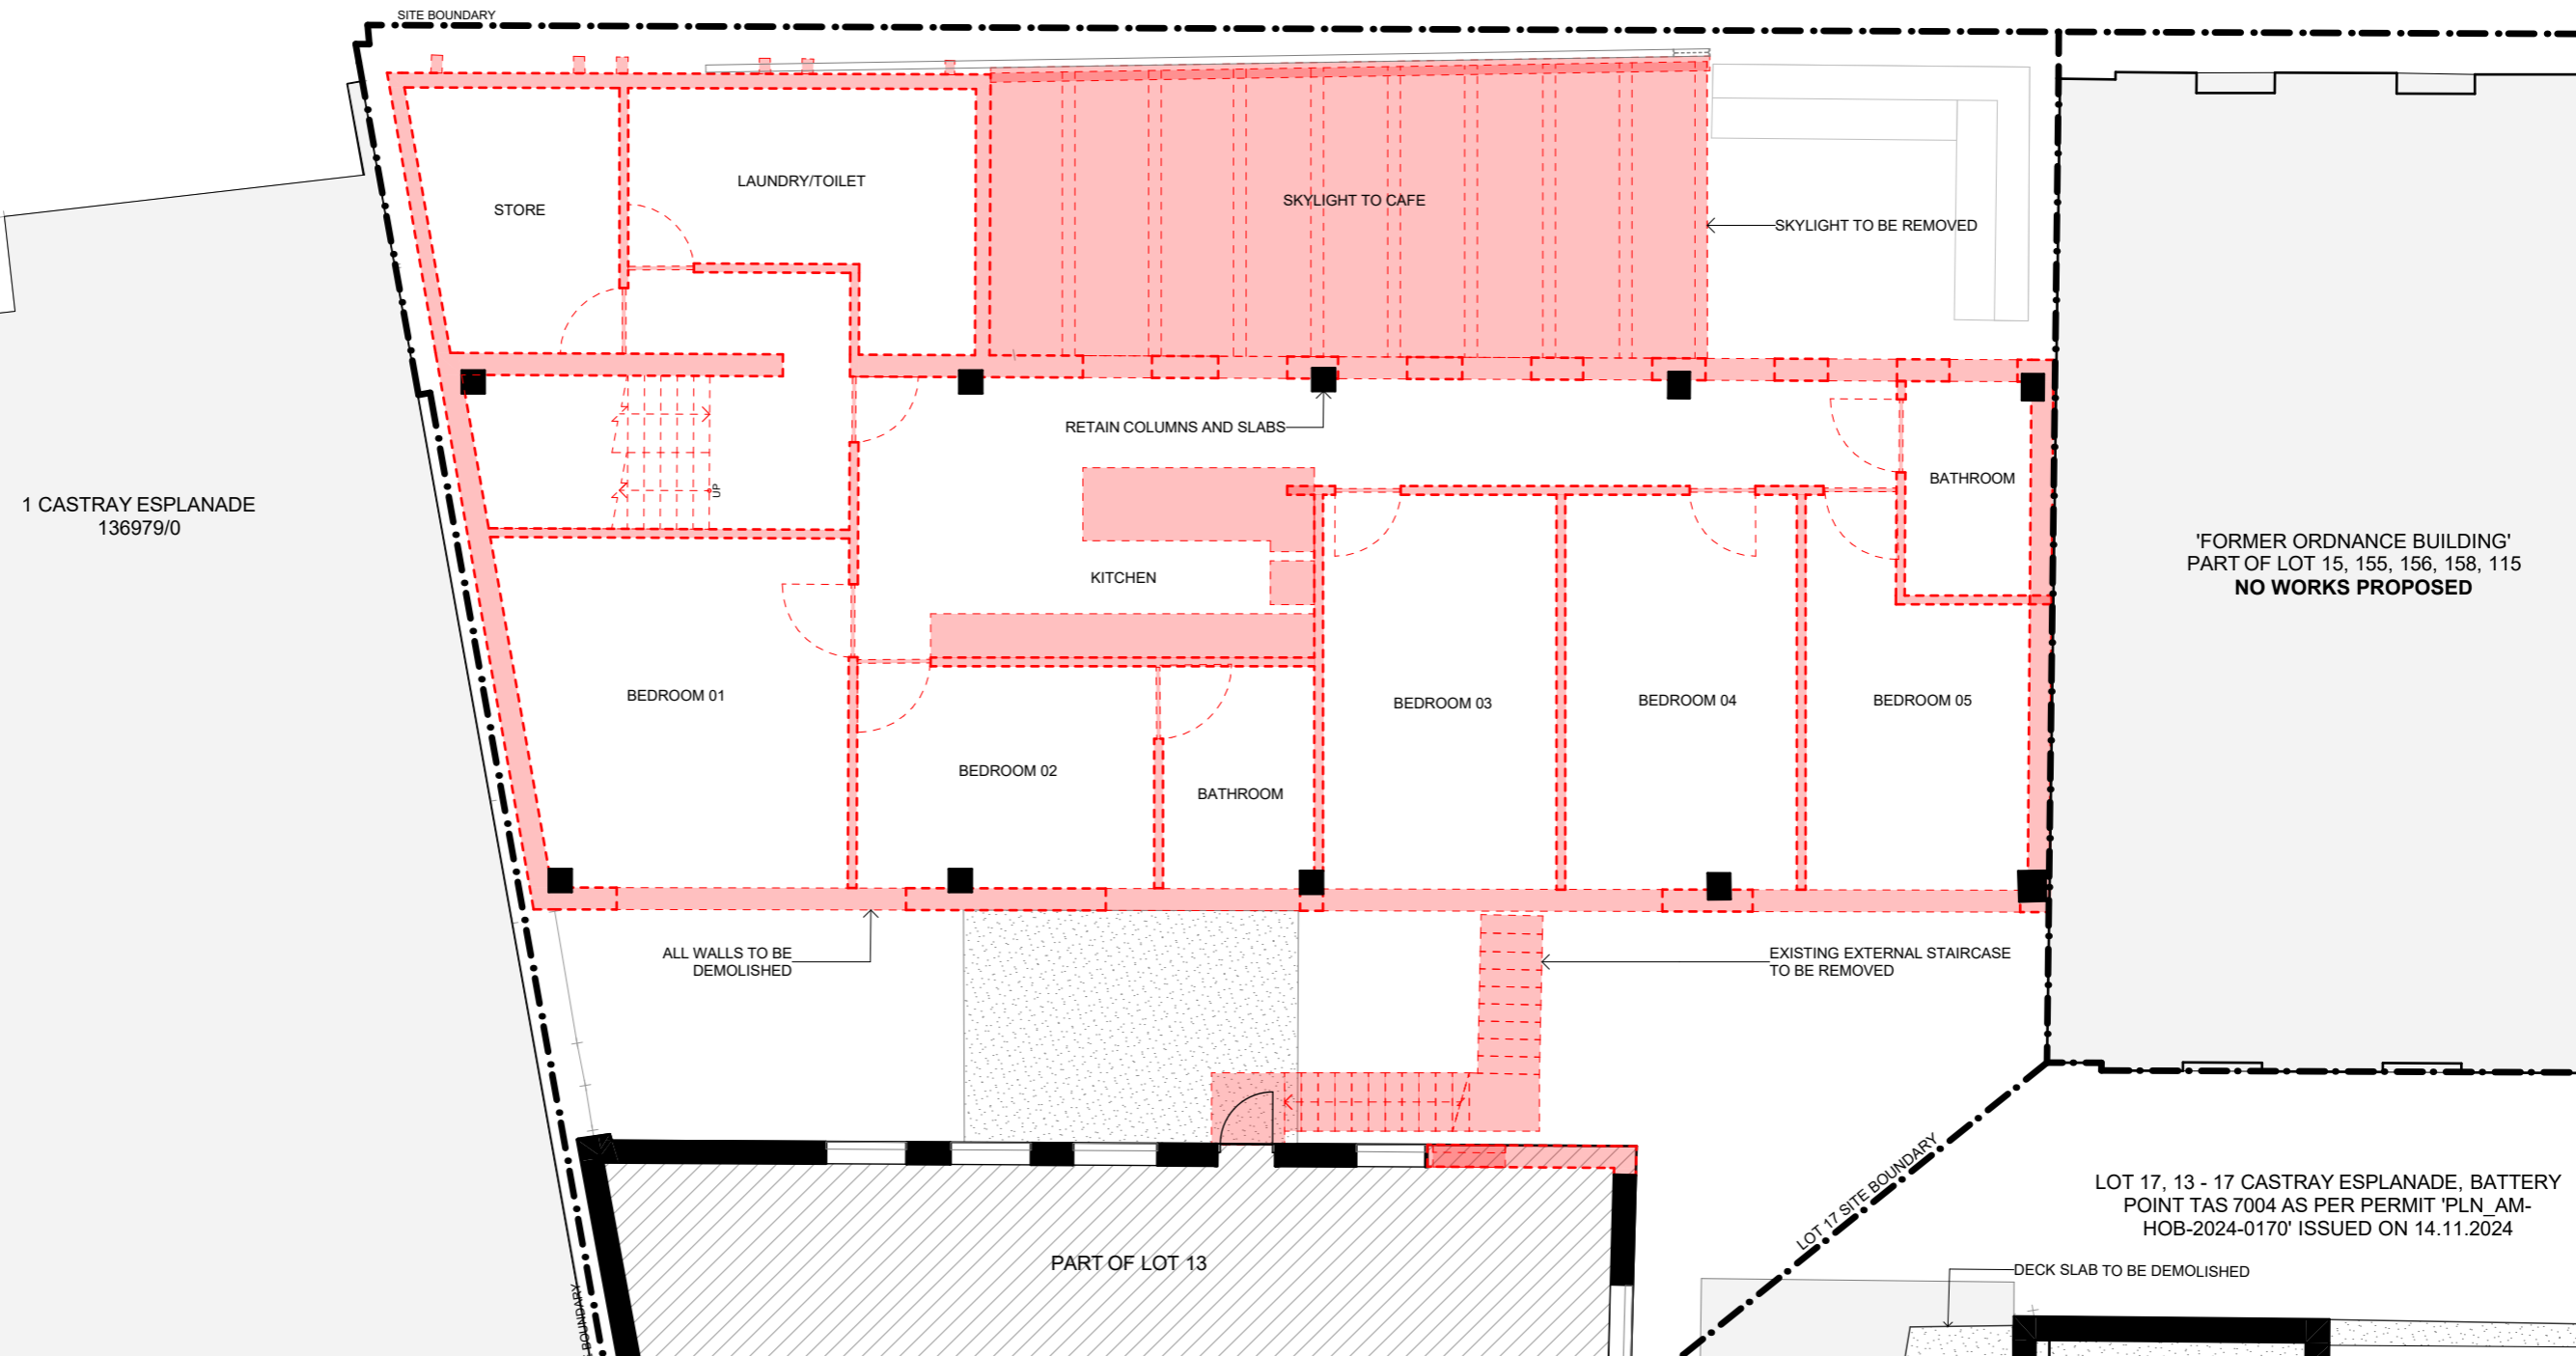 SITE BOUNDARY
LAUNDRY/TOILET
STORE
SKYLIGHT TO CAFE
SKYLIGHT TO BE REMOVED
RETAIN COLUMNS AND SLABS
UP
BATHROOM
1 CASTRAY ESPLANADE
136979/0
KITCHEN
'FORMER ORDNANCE BUILDING'
PART OF LOT 15, 155, 156, 158, 115
NO WORKS PROPOSED
BEDROOM 01
BEDROOM 02
BATHROOM
BEDROOM 03
BEDROOM 04
BEDROOM 05
ALL WALLS TO BE
DEMOLISHED
EXISTING EXTERNAL STAIRCASE
TO BE REMOVED
LOT 17 SITE BOUNDARY
LOT 17, 13 - 17 CASTRAY ESPLANADE, BATTERY
POINT TAS 7004 AS PER PERMIT 'PLN_AM-
HOB-2024-0170' ISSUED ON 14.11.2024
PART OF LOT 13
DECK SLAB TO BE DEMOLISHED
BOUNDARY